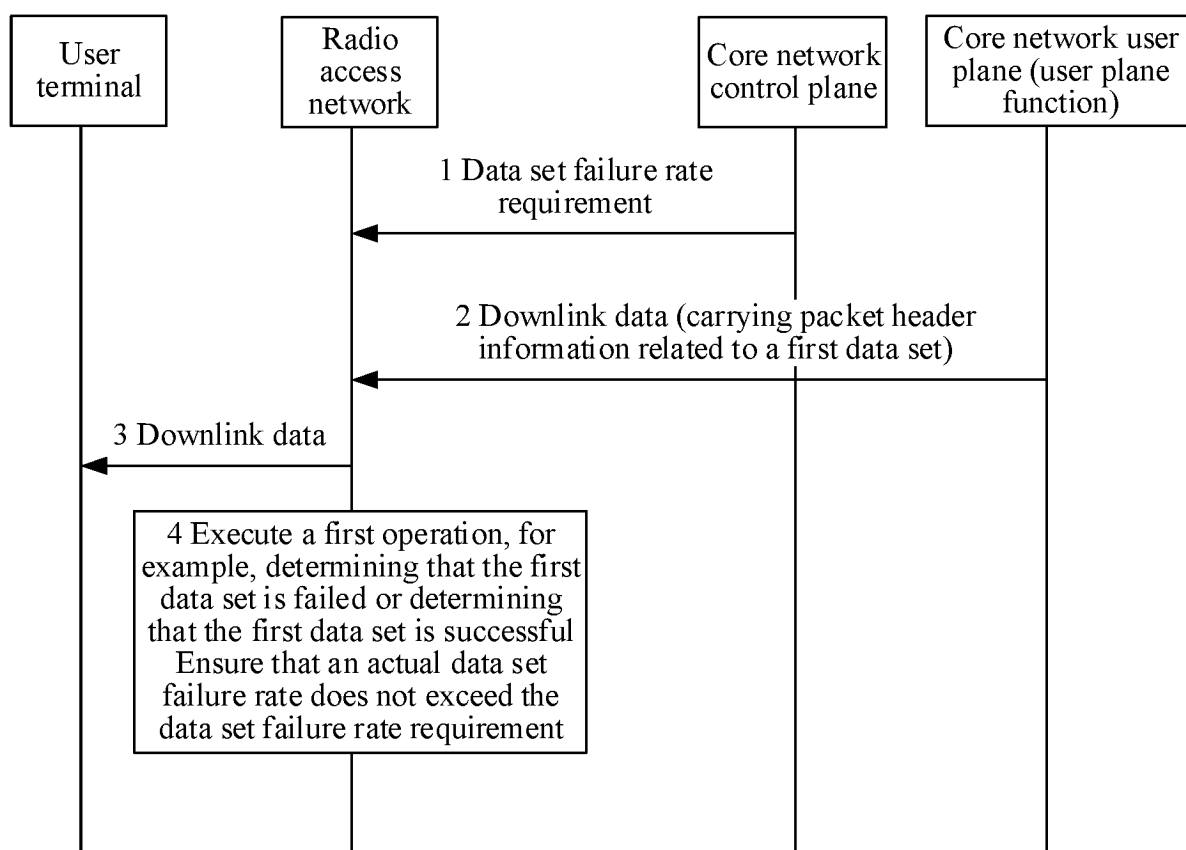 User
terminal
Radio
access
network
Core network
control plane
Core network user
plane (user plane
function)
1 Data set failure rate
requirement
2 Downlink data (carrying packet header
information related to a first data set)
3 Downlink data
4 Execute a first operation, for
example, determining that the first
data set is failed or determining
that the first data set is successful
Ensure that an actual data set
failure rate does not exceed the
data set failure rate requirement